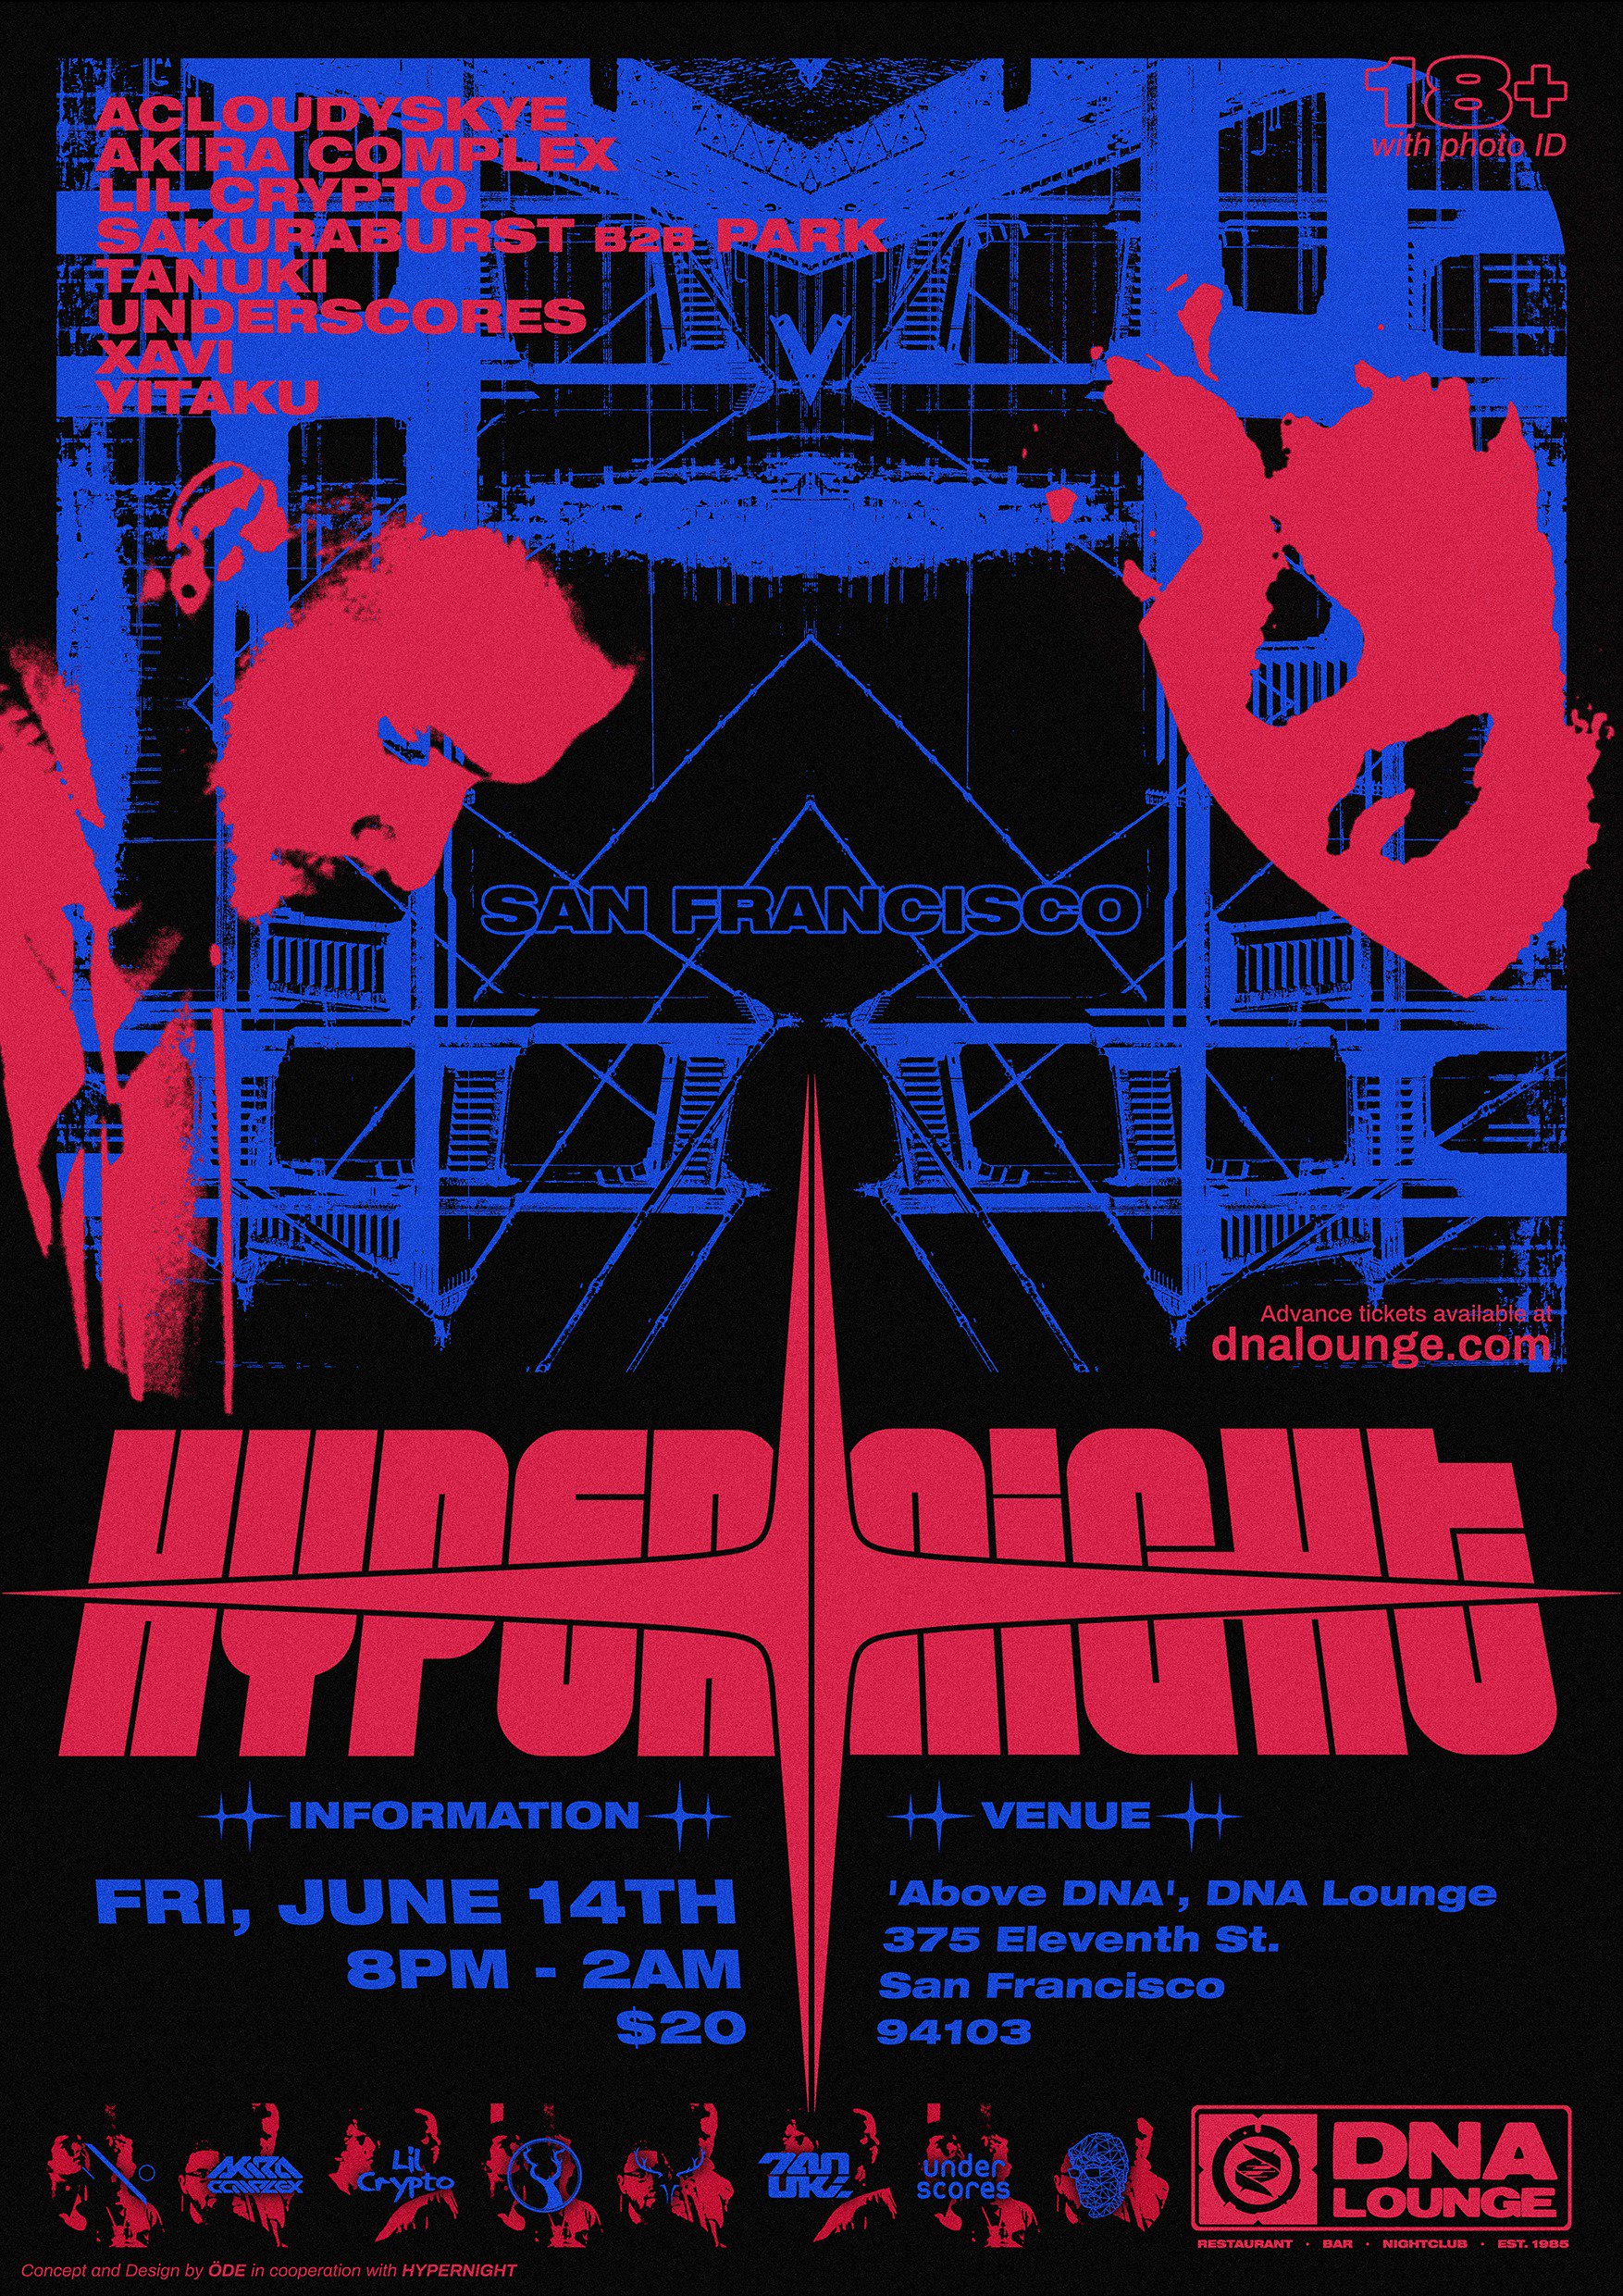 18+
with photo ID
ACLOUDYSKYE
AKIRA COMPLEX
LIL CRYPTO
SAKURABURST B2B PARK
TANUKI
UNDERSCORES
XAVI
YITAKU
SAN FRANCISCO
Advance tickets available at
dnalounge.com
HYPERNIGHT
INFORMATION
FRI, JUNE 14TH
8PM - 2AM
$20
VENUE
'Above DNA', DNA Lounge
375 Eleventh St.
San Francisco
94103
AKIRA
COMPLEX
Lil
Crypto
TAN
UKI
under
scores
DNA
LOUNGE
RESTAURANT · BAR · NIGHTCLUB · EST. 1985
Concept and Design by ÖDE in cooperation with HYPERNIGHT